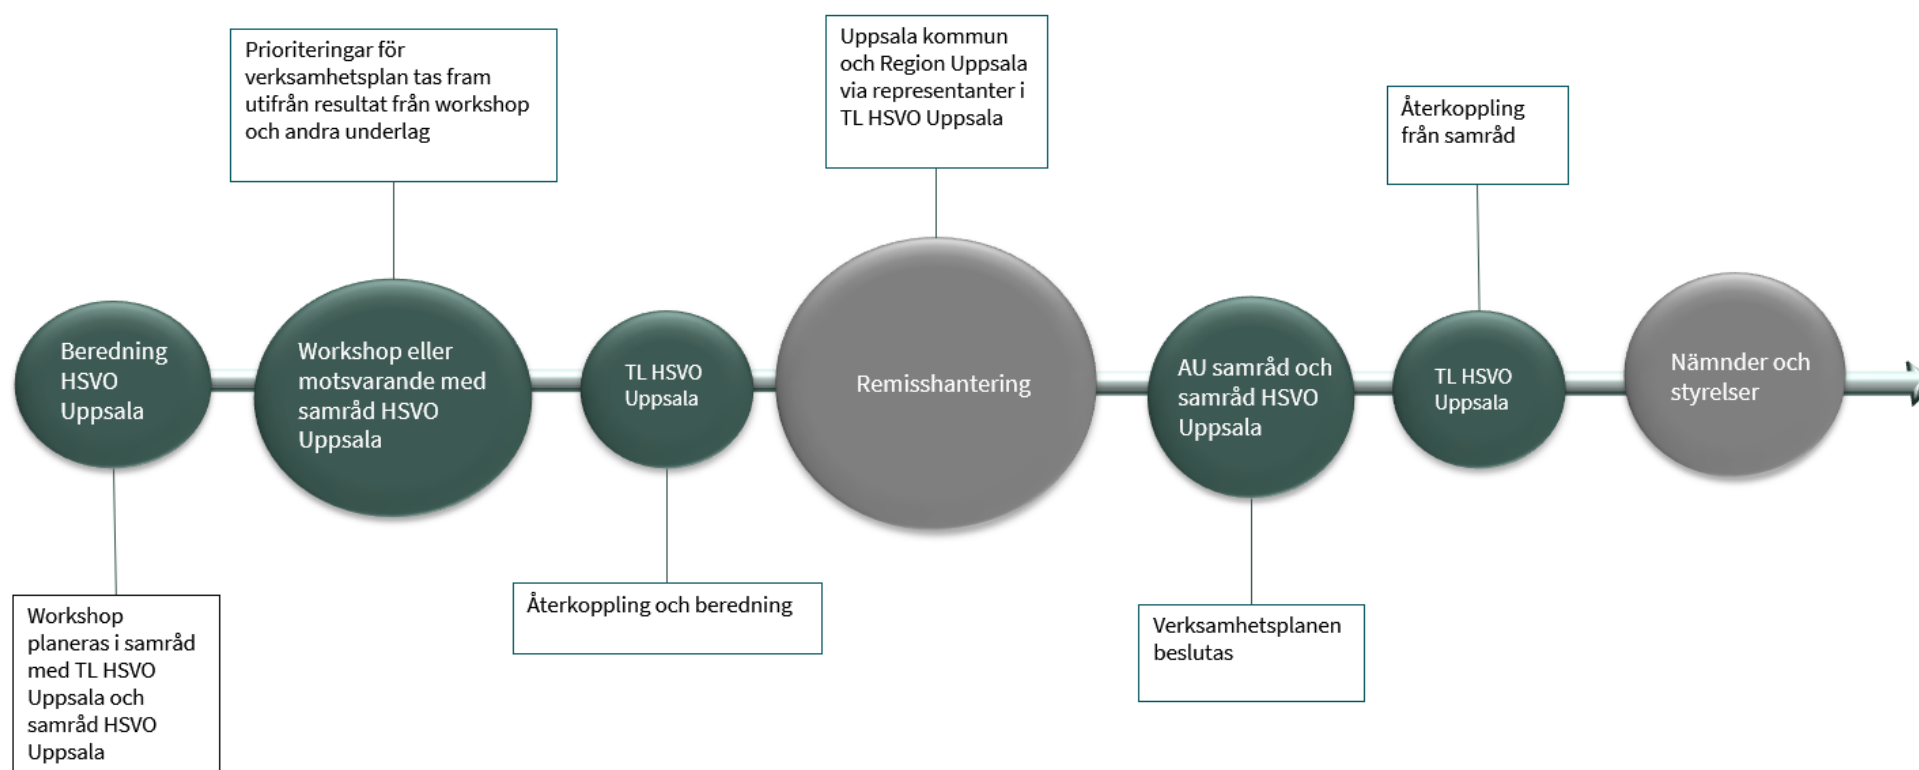 Prioriteringar för
verksamhetsplan tas fram
utifrån resultat från workshop
och andra underlag
Uppsala kommun
och Region Uppsala
via representanter i
TL HSVO Uppsala
Återkoppling
från samråd
Beredning
HSVO
Uppsala
Workshop eller
motsvarande med
samråd HSVO
Uppsala
TL HSVO
Uppsala
Remisshantering
AU samråd och
samråd HSVO
Uppsala
TL HSVO
Uppsala
Nämnder och
styrelser
Workshop
planeras i samråd
med TL HSVO
Uppsala och
samråd HSVO
Uppsala
Återkoppling och beredning
Verksamhetsplanen
beslutas